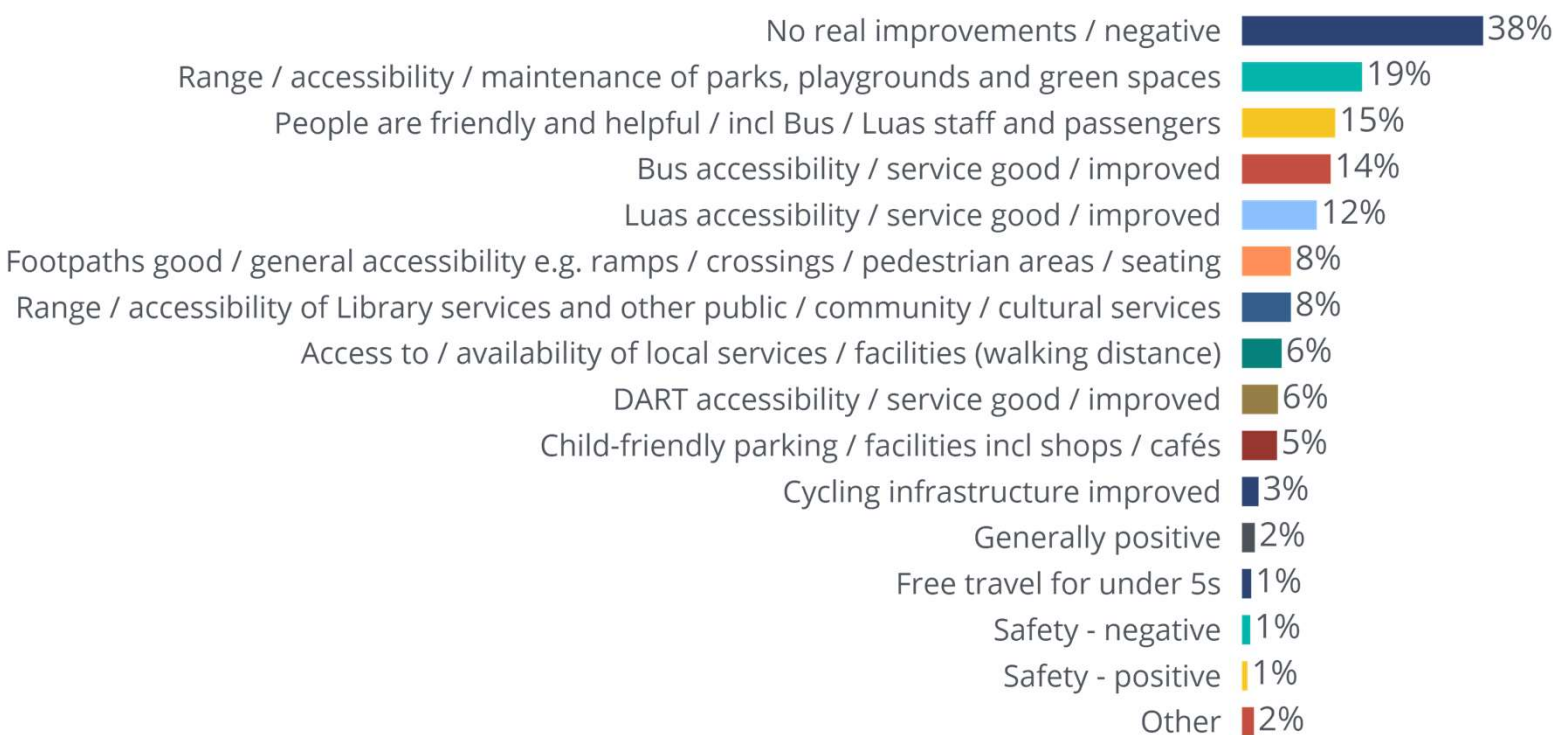 No real improvements / negative 38%
Range / accessibility / maintenance of parks, playgrounds and green spaces 19%
People are friendly and helpful / incl Bus / Luas staff and passengers 15%
Bus accessibility / service good / improved 14%
Luas accessibility / service good / improved 12%
Footpaths good / general accessibility e.g. ramps / crossings / pedestrian areas / seating 8%
Range / accessibility of Library services and other public / community / cultural services 8%
Access to / availability of local services / facilities (walking distance) 6%
DART accessibility / service good / improved 6%
Child-friendly parking / facilities incl shops / cafés 5%
Cycling infrastructure improved 3%
Generally positive 2%
Free travel for under 5s 1%
Safety - negative 1%
Safety - positive 1%
Other 2%